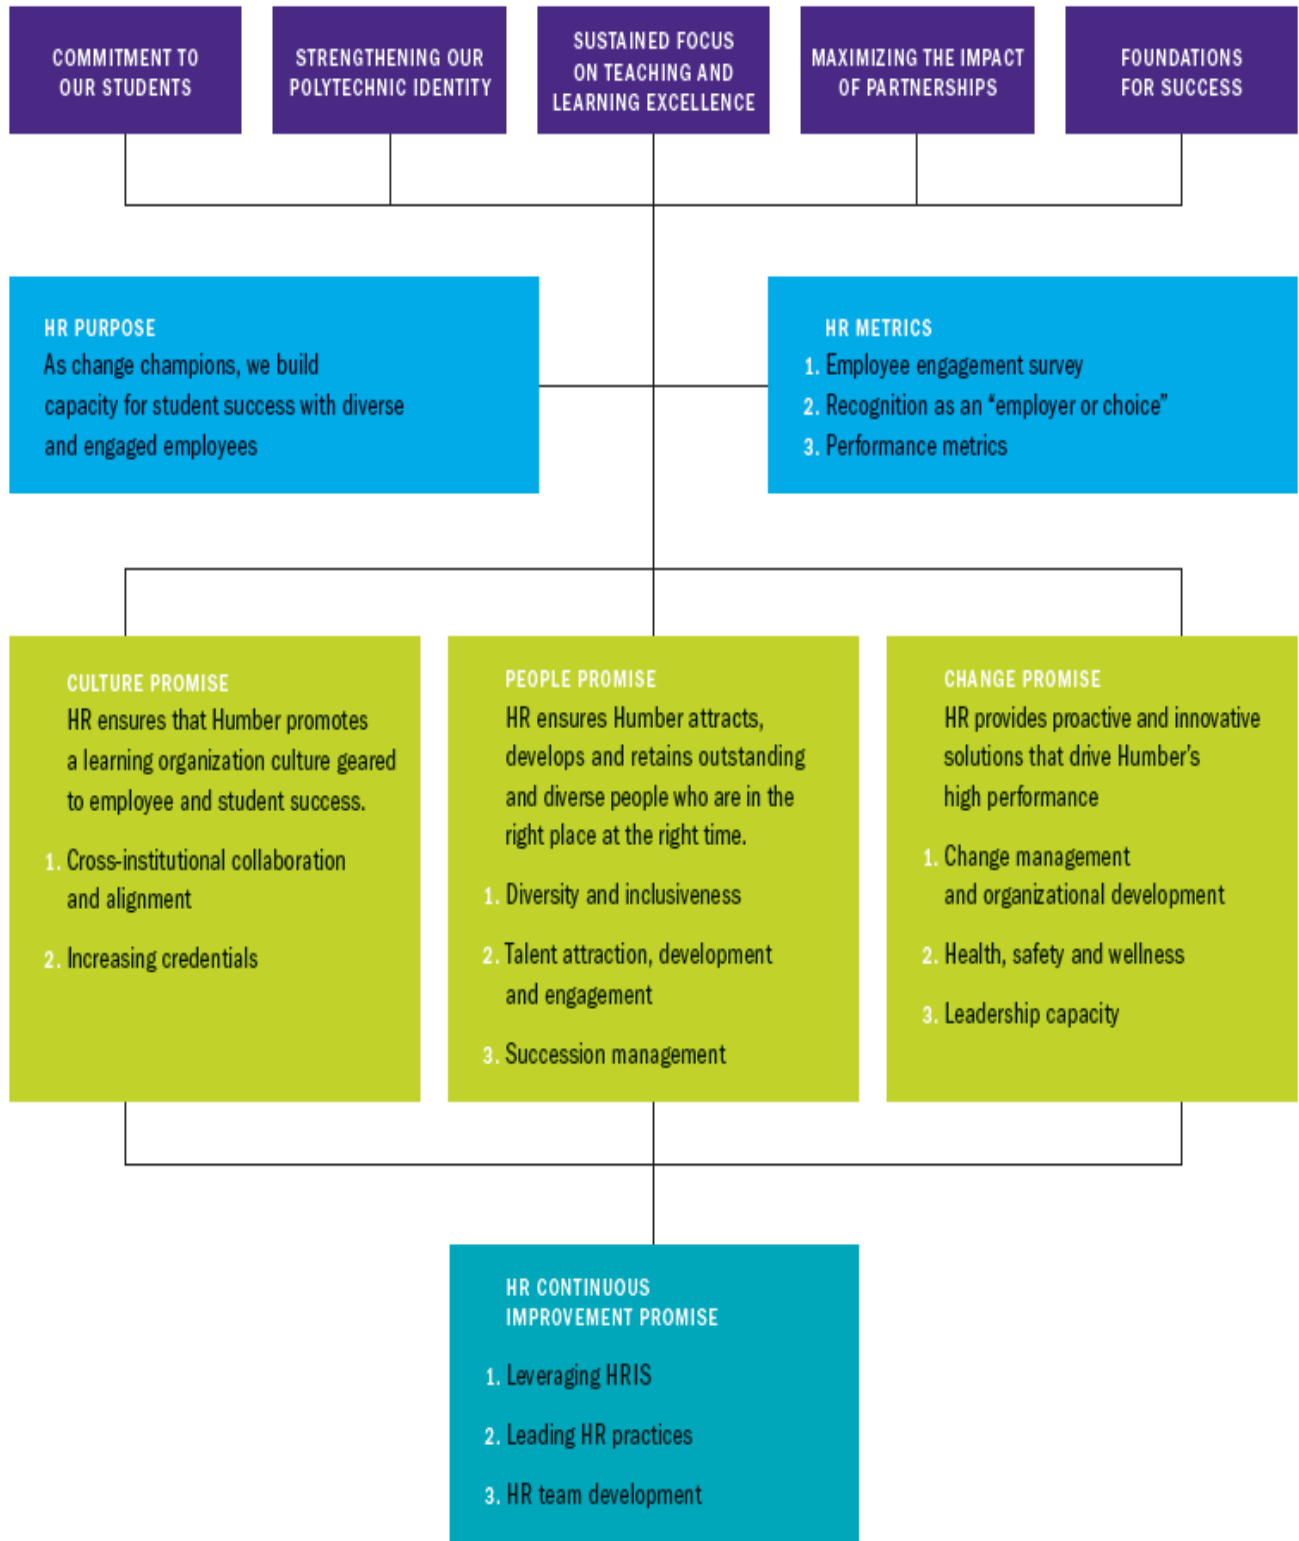 COMMITMENT TO
OUR STUDENTS
STRENGTHENING OUR
POLYTECHNIC IDENTITY
SUSTAINED FOCUS
ON TEACHING AND
LEARNING EXCELLENCE
MAXIMIZING THE IMPACT
OF PARTNERSHIPS
FOUNDATIONS
FOR SUCCESS
HR PURPOSE
As change champions, we build
capacity for student success with diverse
and engaged employees
HR METRICS
1. Employee engagement survey
2. Recognition as an “employer or choice”
3. Performance metrics
CULTURE PROMISE
HR ensures that Humber promotes
a learning organization culture geared
to employee and student success.
1. Cross-institutional collaboration
and alignment
2. Increasing credentials
PEOPLE PROMISE
HR ensures Humber attracts,
develops and retains outstanding
and diverse people who are in the
right place at the right time.
1. Diversity and inclusiveness
2. Talent attraction, development
and engagement
3. Succession management
CHANGE PROMISE
HR provides proactive and innovative
solutions that drive Humber’s
high performance
1. Change management
and organizational development
2. Health, safety and wellness
3. Leadership capacity
HR CONTINUOUS
IMPROVEMENT PROMISE
1. Leveraging HRIS
2. Leading HR practices
3. HR team development